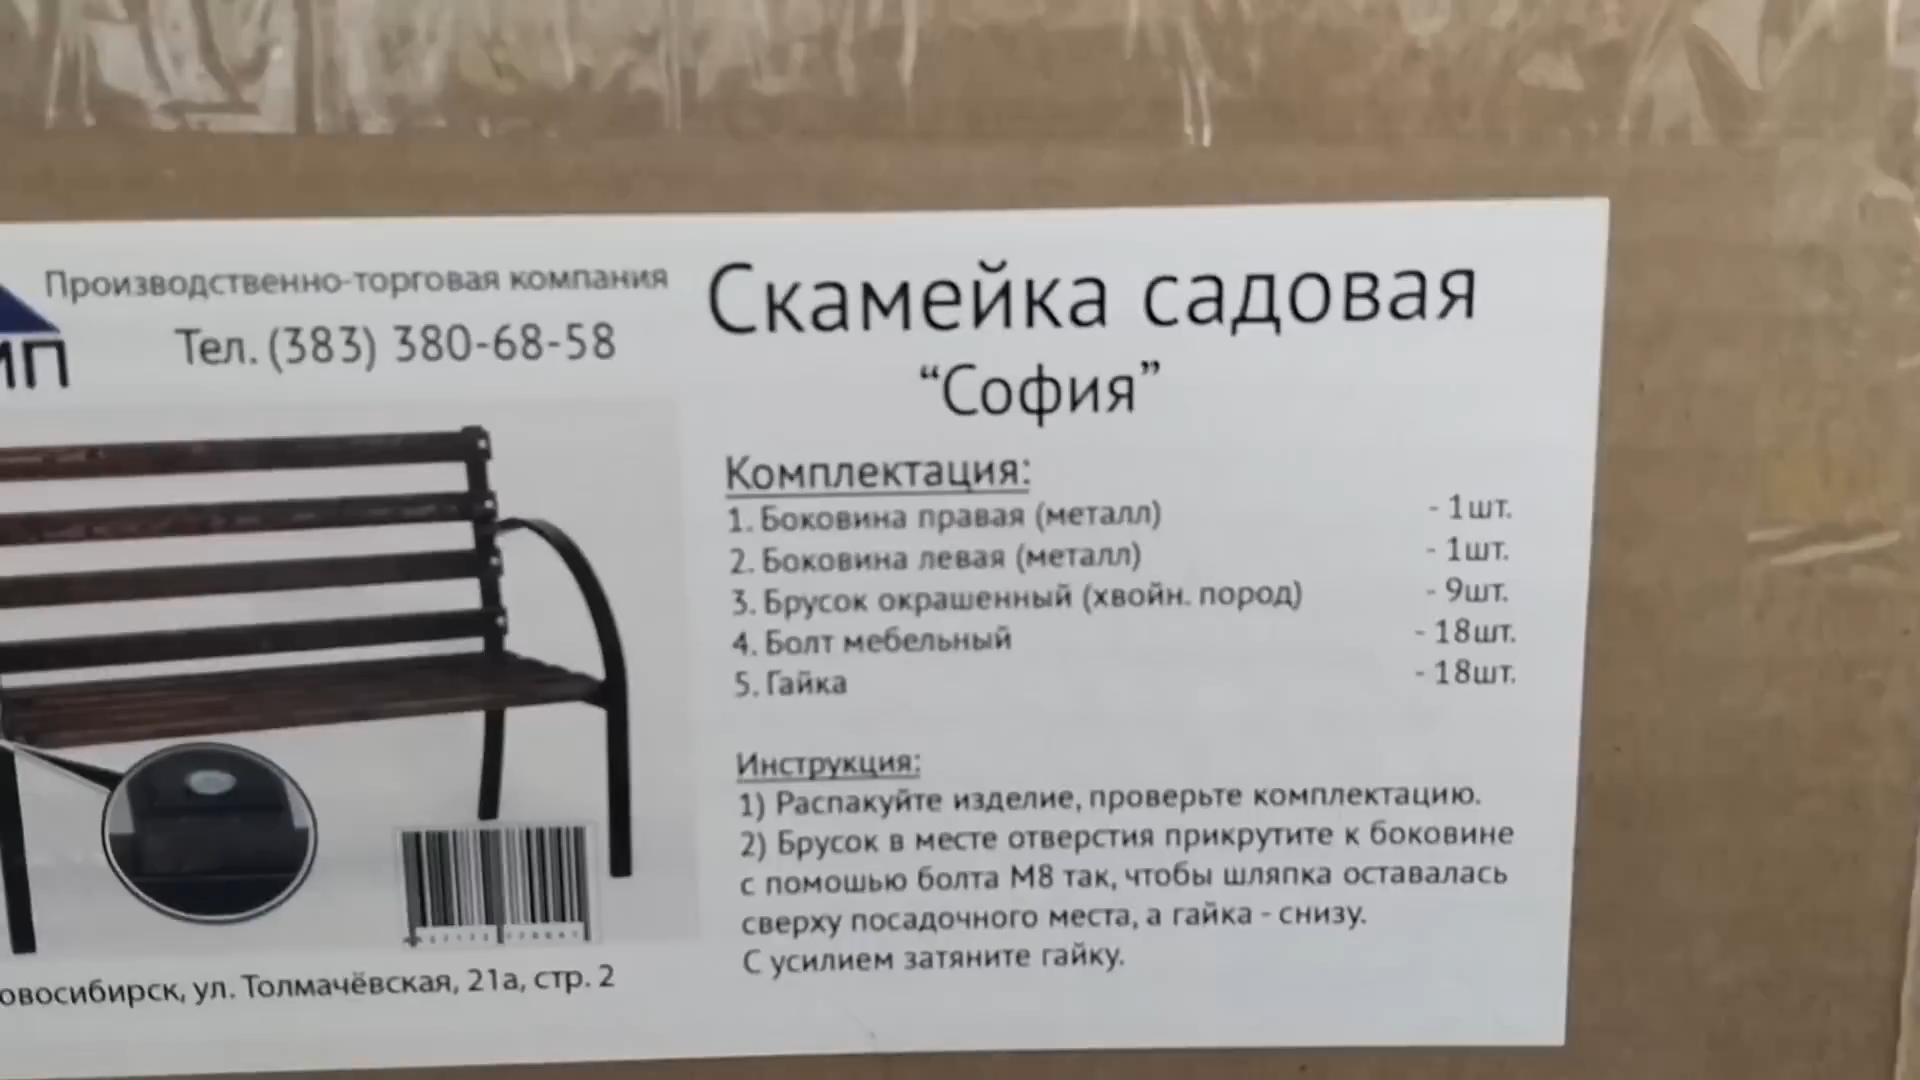 Производственно-торговая компания
Тел. (383) 380-68-58
ИП
Скамейка садовая
“София”
Комплектация:
1. Боковина правая (металл) - 1шт.
2. Боковина левая (металл) - 1шт.
3. Брусок окрашенный (хвойн. пород) - 9шт.
4. Болт мебельный - 18шт.
5. Гайка - 18шт.
Инструкция:
1) Распакуйте изделие, проверьте комплектацию.
2) Брусок в месте отверстия прикрутите к боковине
с помошью болта М8 так, чтобы шляпка оставалась
сверху посадочного места, а гайка - снизу.
С усилием затяните гайку.
овосибирск, ул. Толмачёвская, 21а, стр. 2